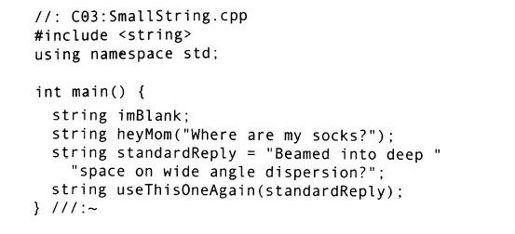 //: C03:SmallString.cpp
#include <string>
using namespace std;
int main() {
string imBlank;
string heyMom("Where are my socks?");
string standardReply = "Beamed into deep "
"space on wide angle dispersion?";
string useThisOneAgain(standardReply);
} ///:~